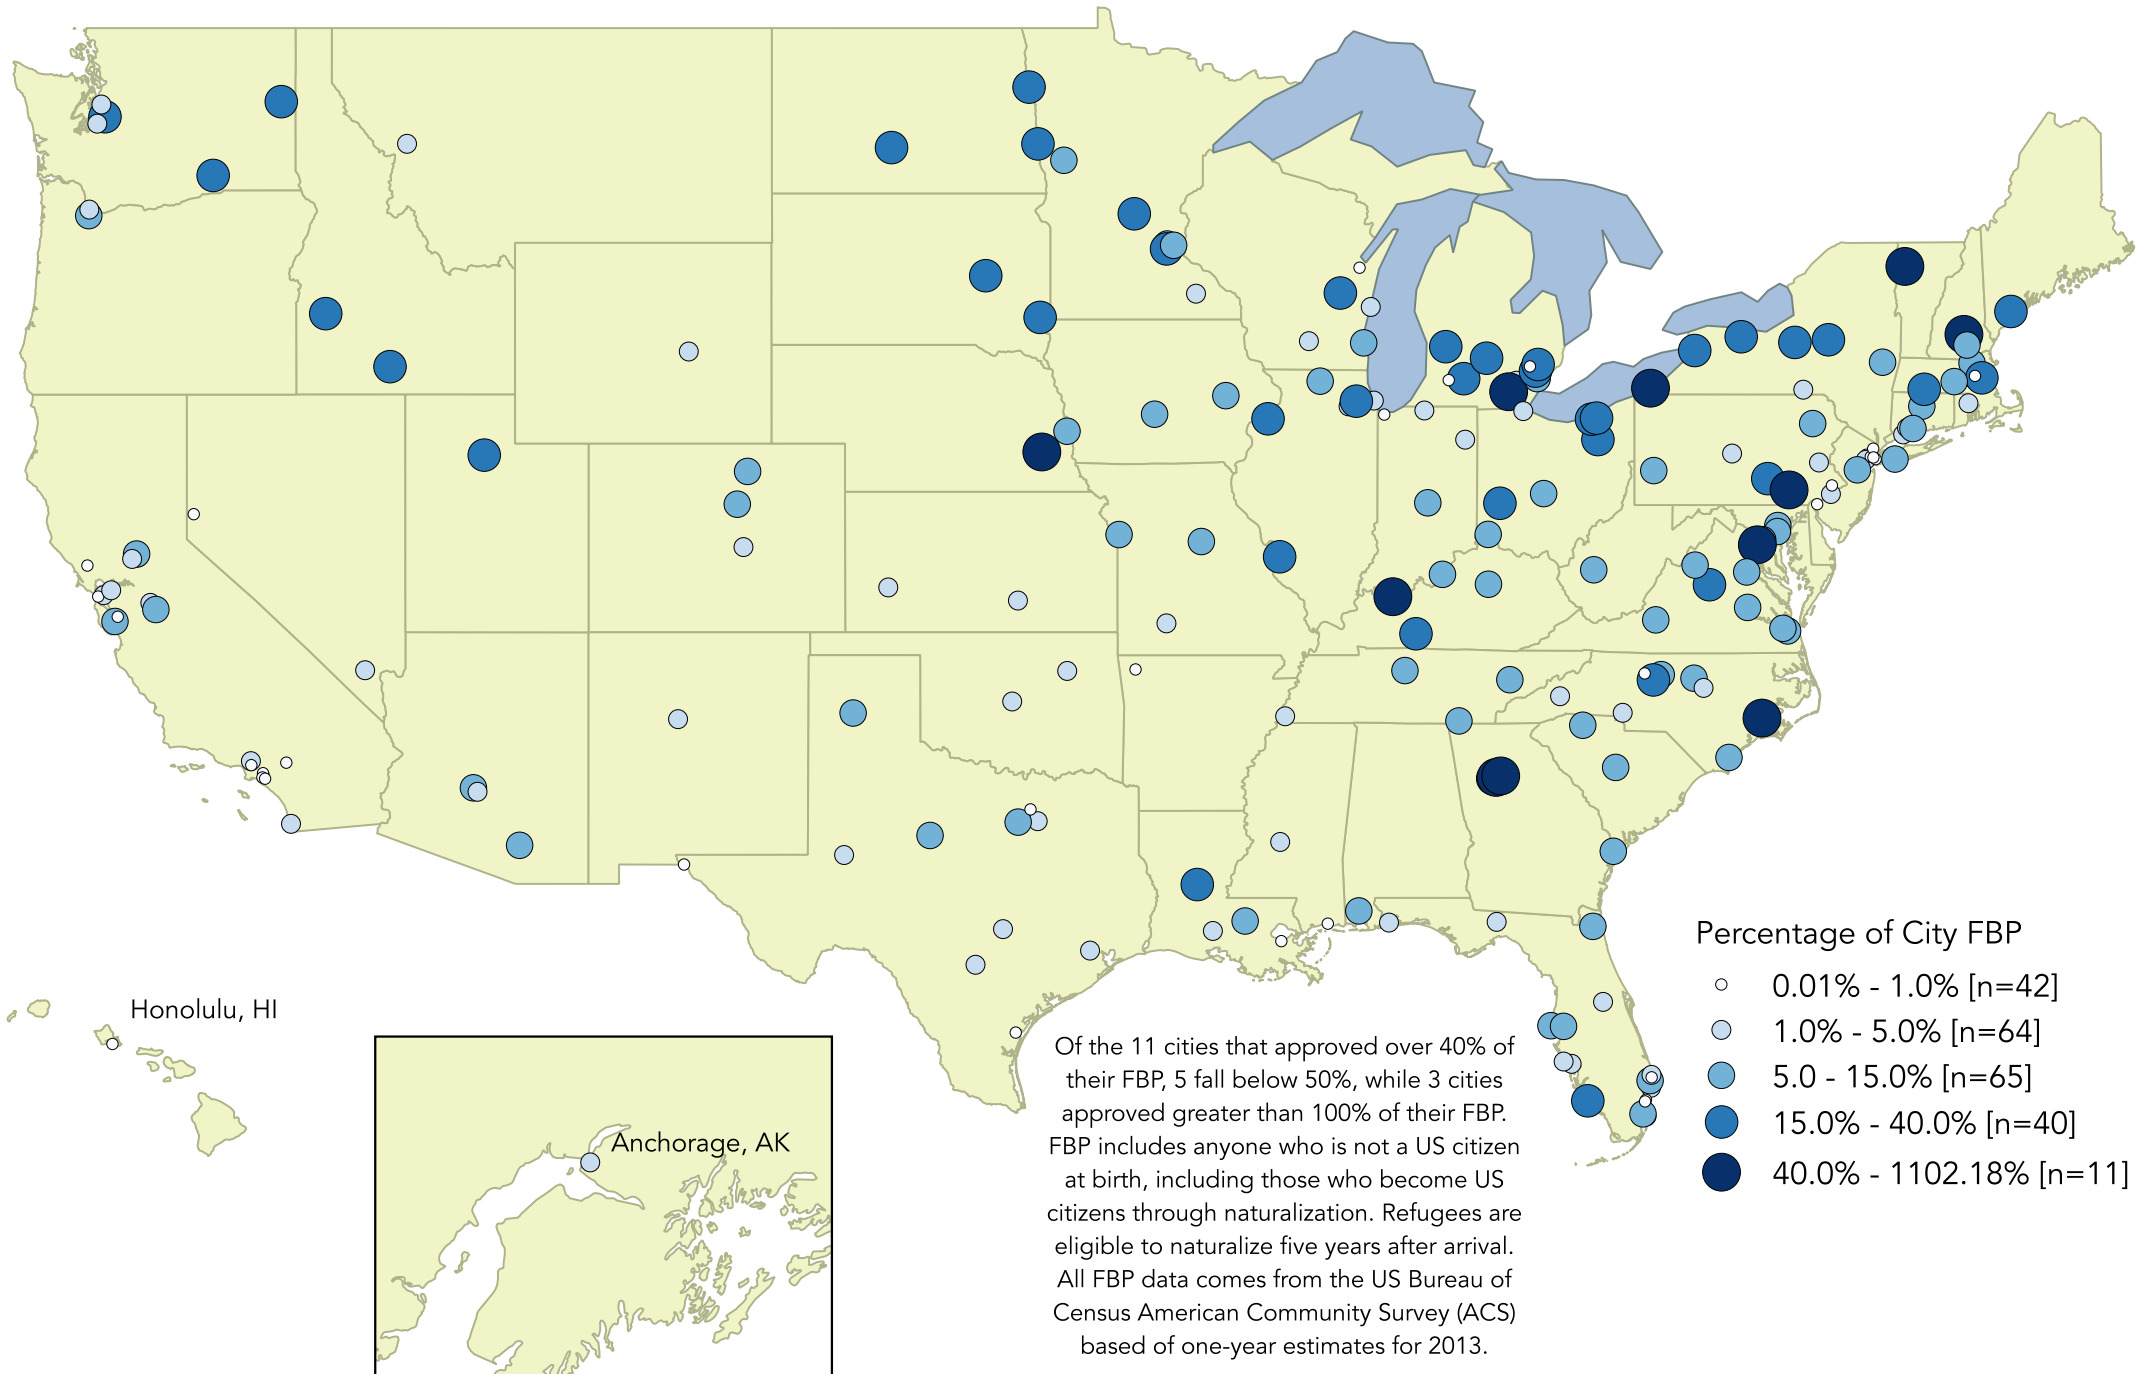 Honolulu, HI
Anchorage, AK
Of the 11 cities that approved over 40% of
their FBP, 5 fall below 50%, while 3 cities
approved greater than 100% of their FBP.
FBP includes anyone who is not a US citizen
at birth, including those who become US
citizens through naturalization. Refugees are
eligible to naturalize five years after arrival.
All FBP data comes from the US Bureau of
Census American Community Survey (ACS)
based of one-year estimates for 2013.
Percentage of City FBP
0.01% - 1.0% [n=42]
1.0% - 5.0% [n=64]
5.0 - 15.0% [n=65]
15.0% - 40.0% [n=40]
40.0% - 1102.18% [n=11]